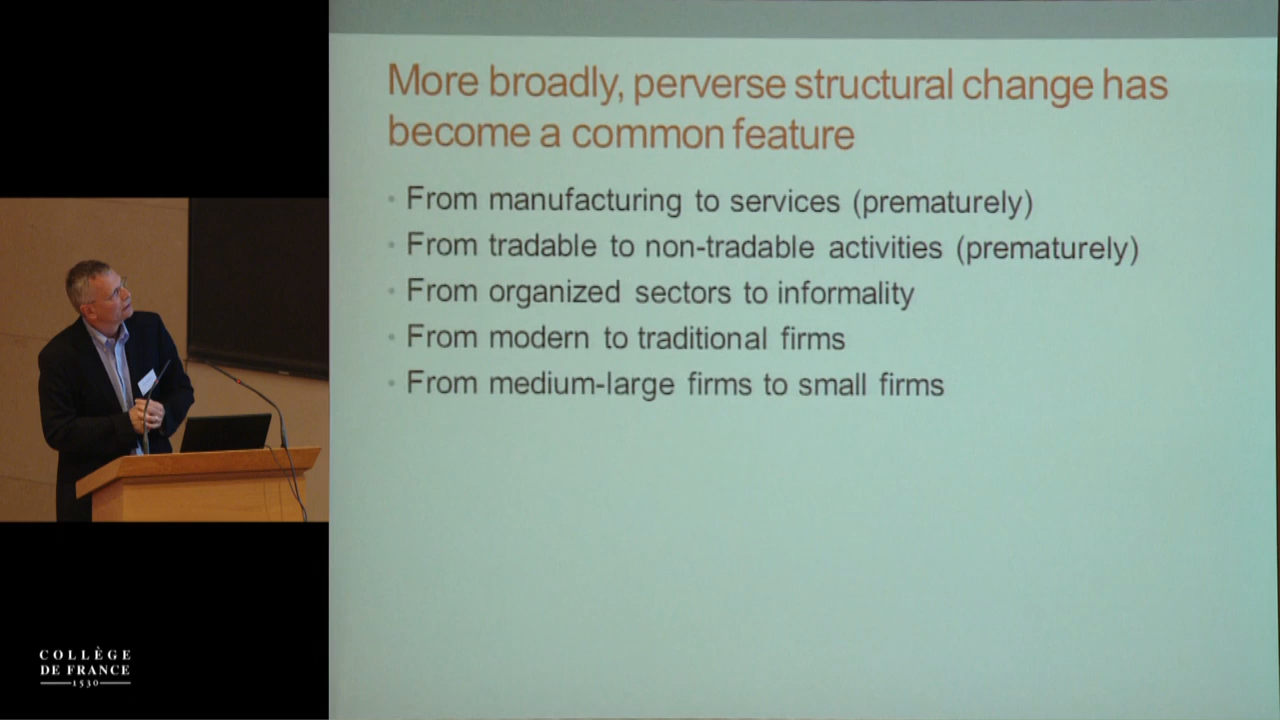 More broadly, perverse structural change has
become a common feature
• From manufacturing to services (prematurely)
• From tradable to non-tradable activities (prematurely)
• From organized sectors to informality
• From modern to traditional firms
• From medium-large firms to small firms
COLLÈGE
DE FRANCE
1530